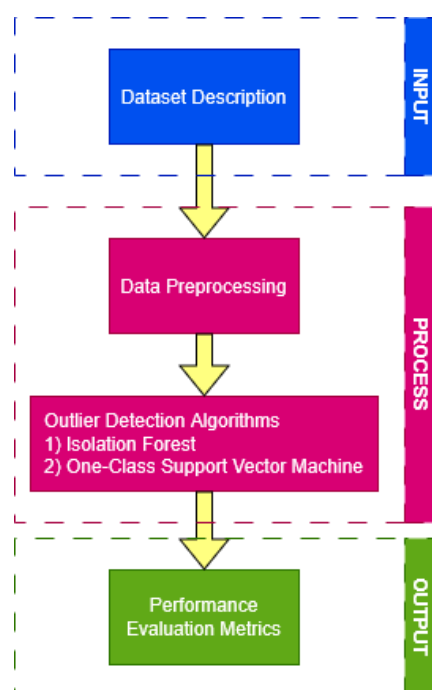 Dataset Description
INPUT
Data Preprocessing
PROCESS
Outlier Detection Algorithms
1) Isolation Forest
2) One-Class Support Vector Machine
Performance
Evaluation Metrics
OUTPUT